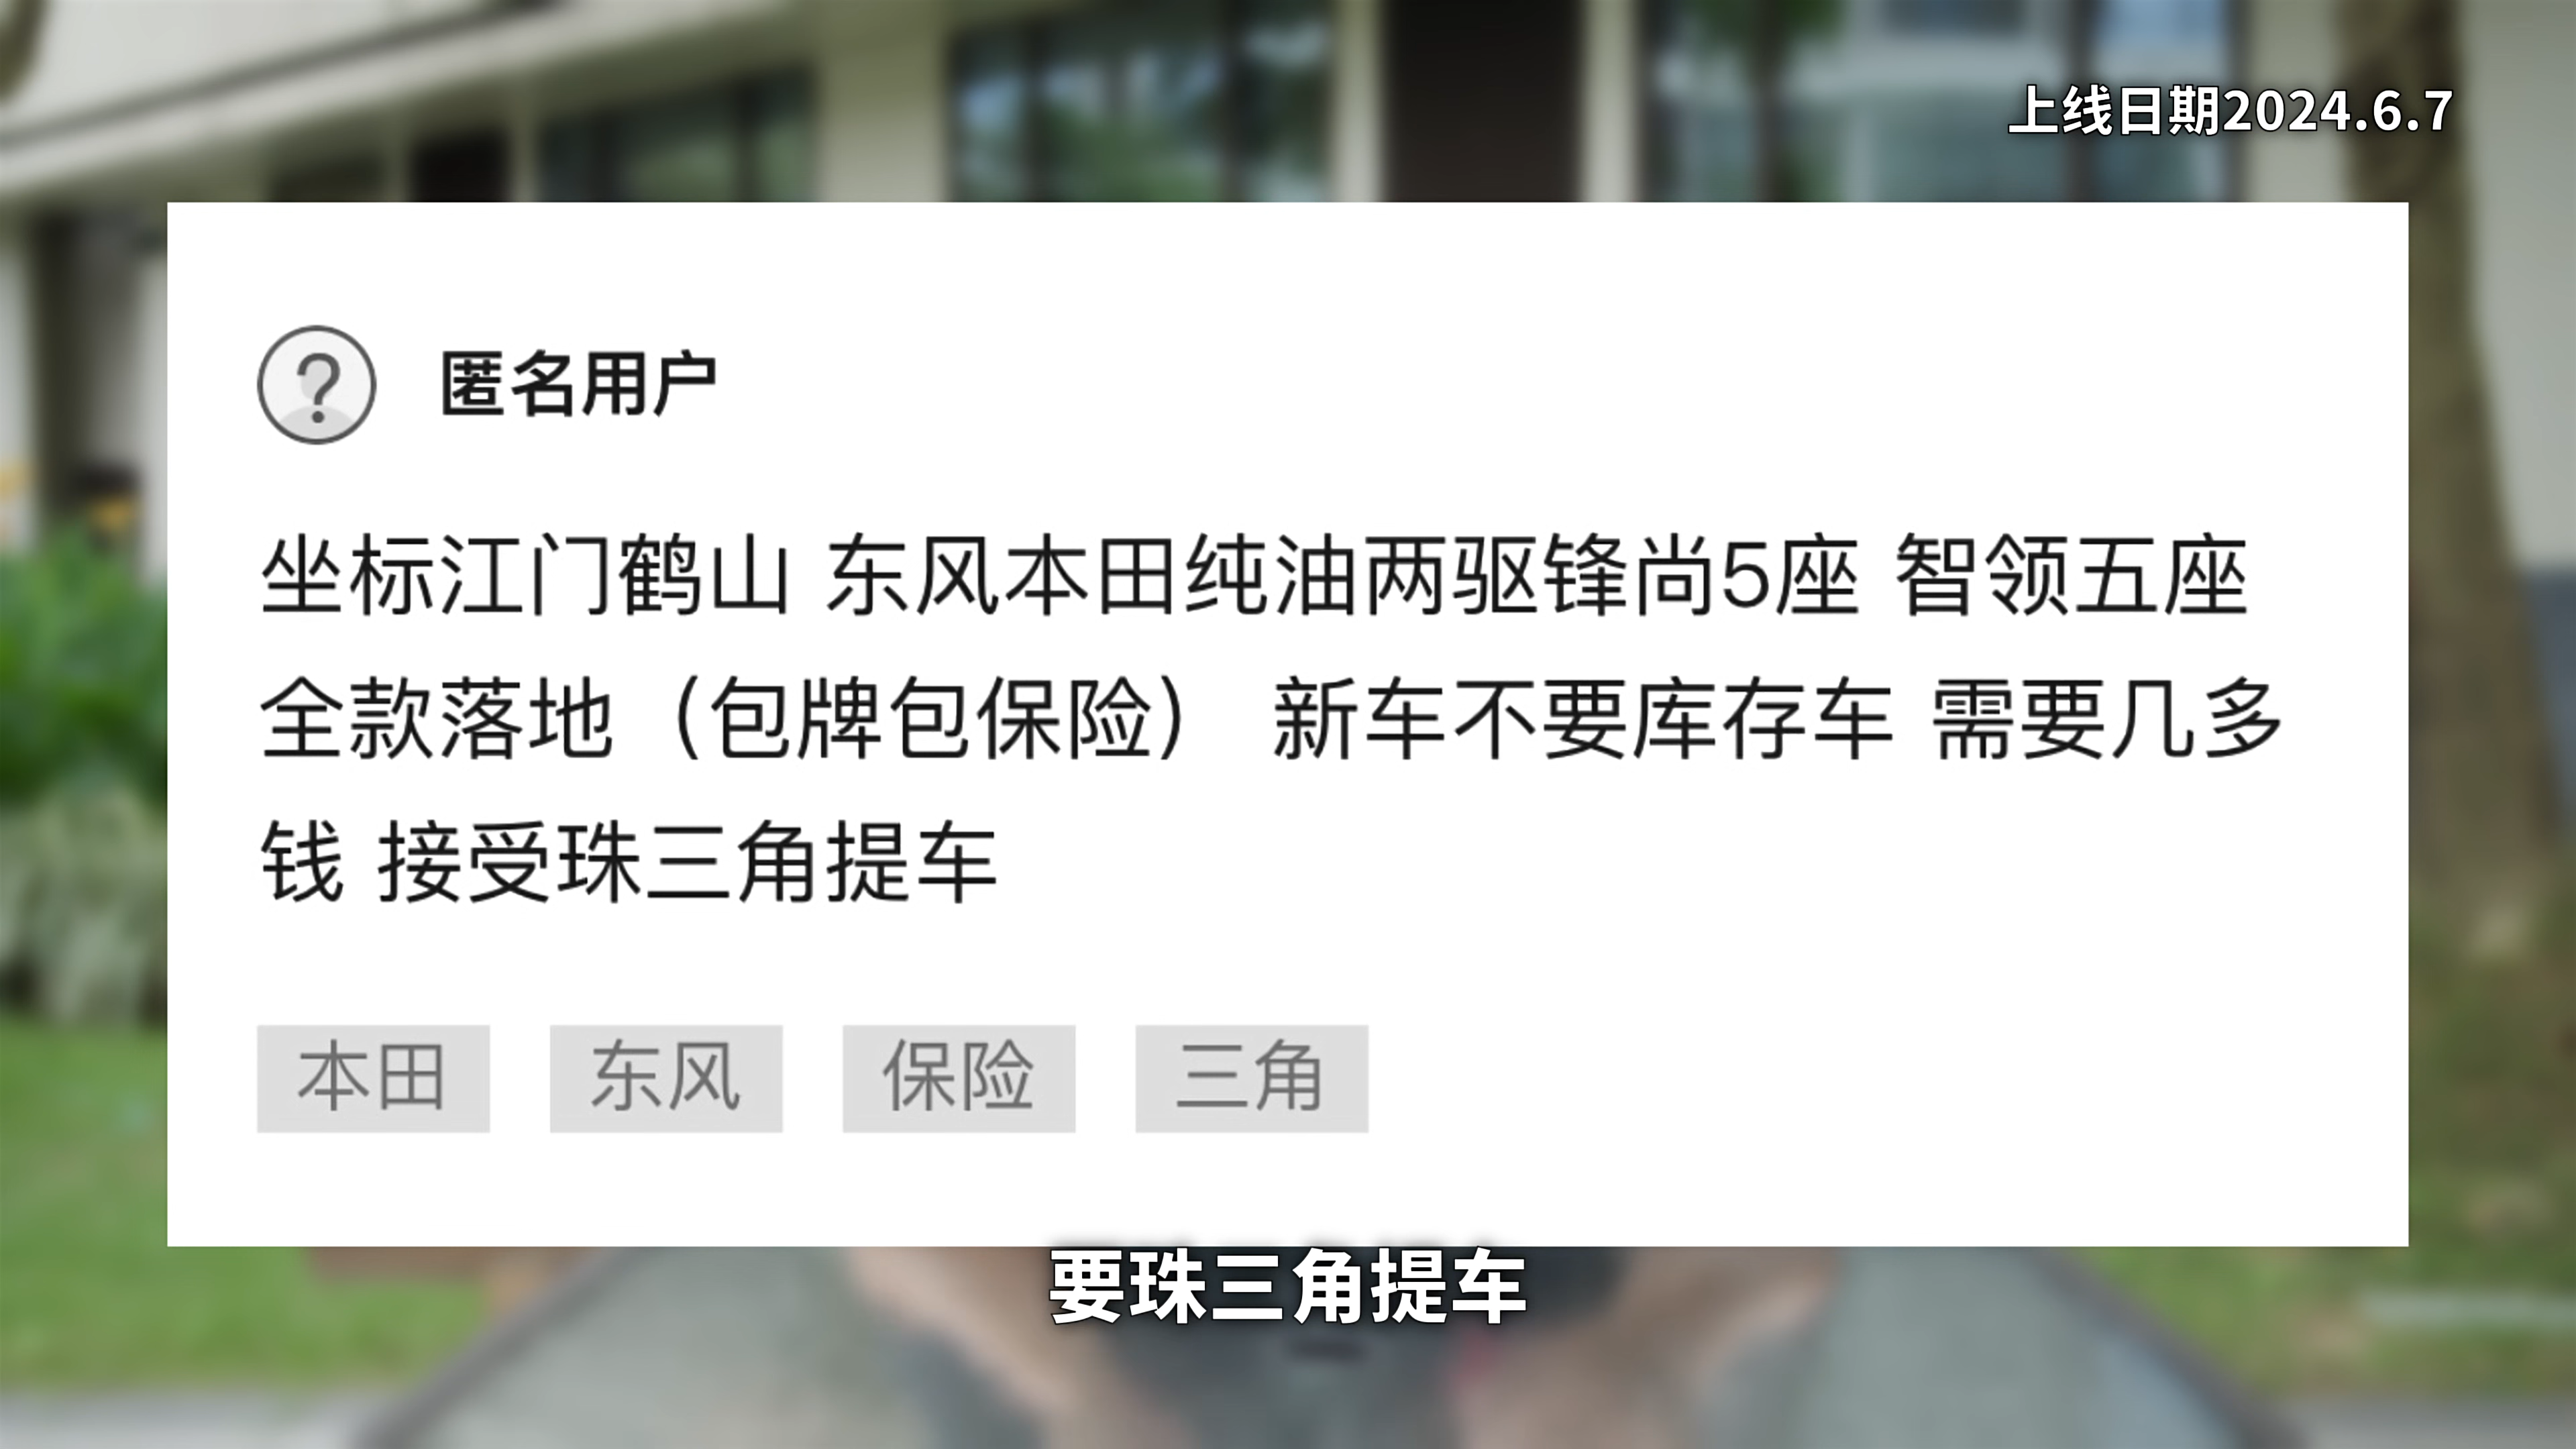 上线日期2024.6.7
匿名用户
坐标江门鹤山 东风本田纯油两驱锋尚5座 智领五座
全款落地（包牌包保险） 新车不要库存车 需要几多
钱 接受珠三角提车
本田 东风 保险 三角
要珠三角提车